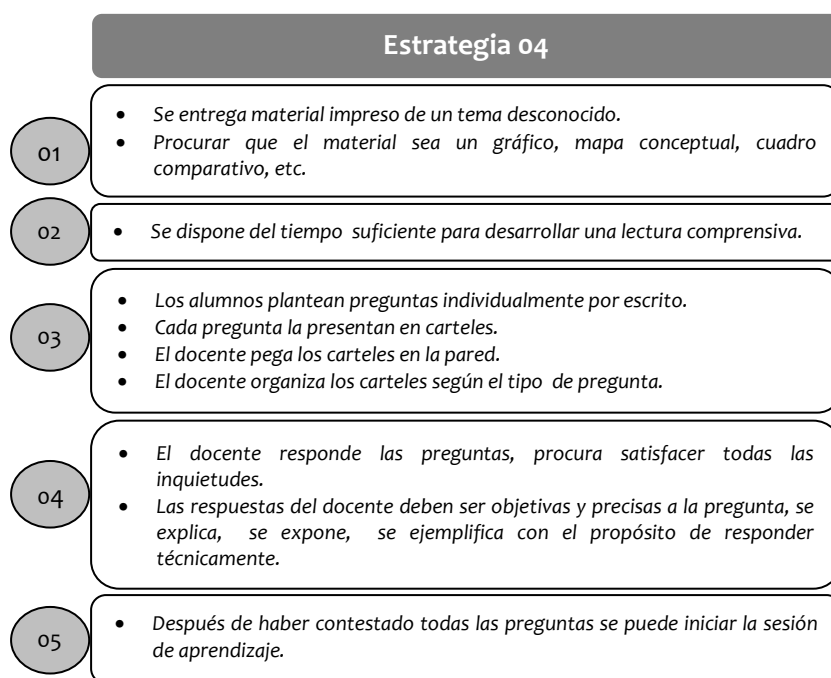 Estrategia 04
01
• Se entrega material impreso de un tema desconocido.
• Procurar que el material sea un gráfico, mapa conceptual, cuadro
comparativo, etc.
02
• Se dispone del tiempo suficiente para desarrollar una lectura comprensiva.
03
• Los alumnos plantean preguntas individualmente por escrito.
• Cada pregunta la presentan en carteles.
• El docente pega los carteles en la pared.
• El docente organiza los carteles según el tipo de pregunta.
04
• El docente responde las preguntas, procura satisfacer todas las
inquietudes.
• Las respuestas del docente deben ser objetivas y precisas a la pregunta, se
explica, se expone, se ejemplifica con el propósito de responder
técnicamente.
05
• Después de haber contestado todas las preguntas se puede iniciar la sesión
de aprendizaje.